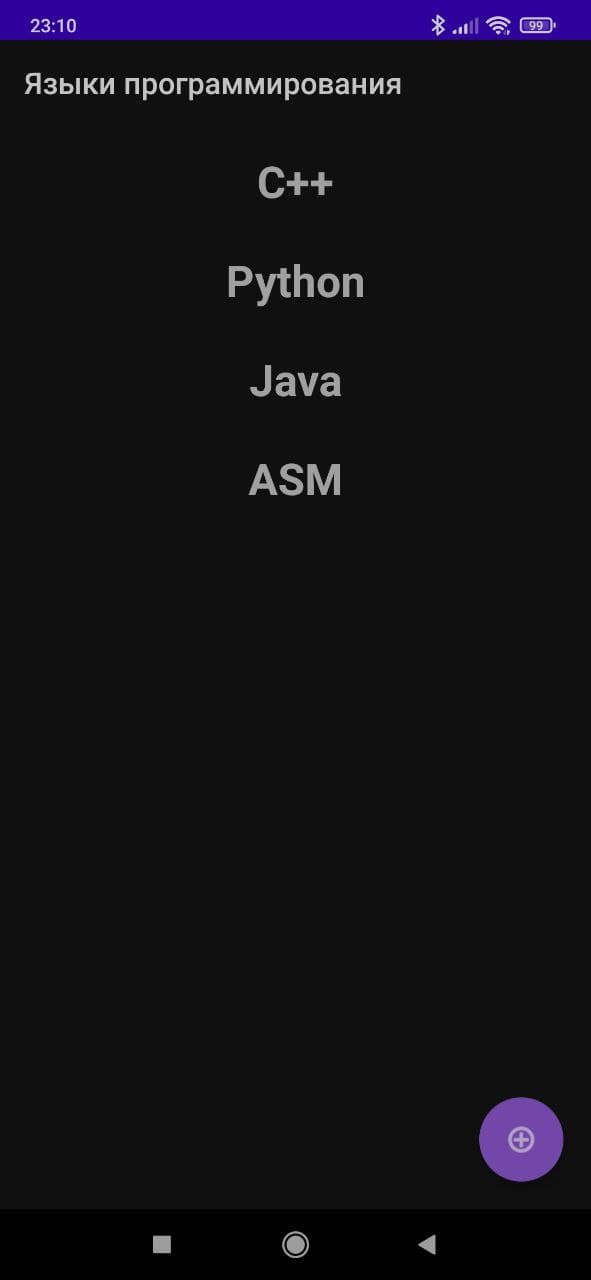 23:10
99
Языки программирования
C++
Python
Java
ASM